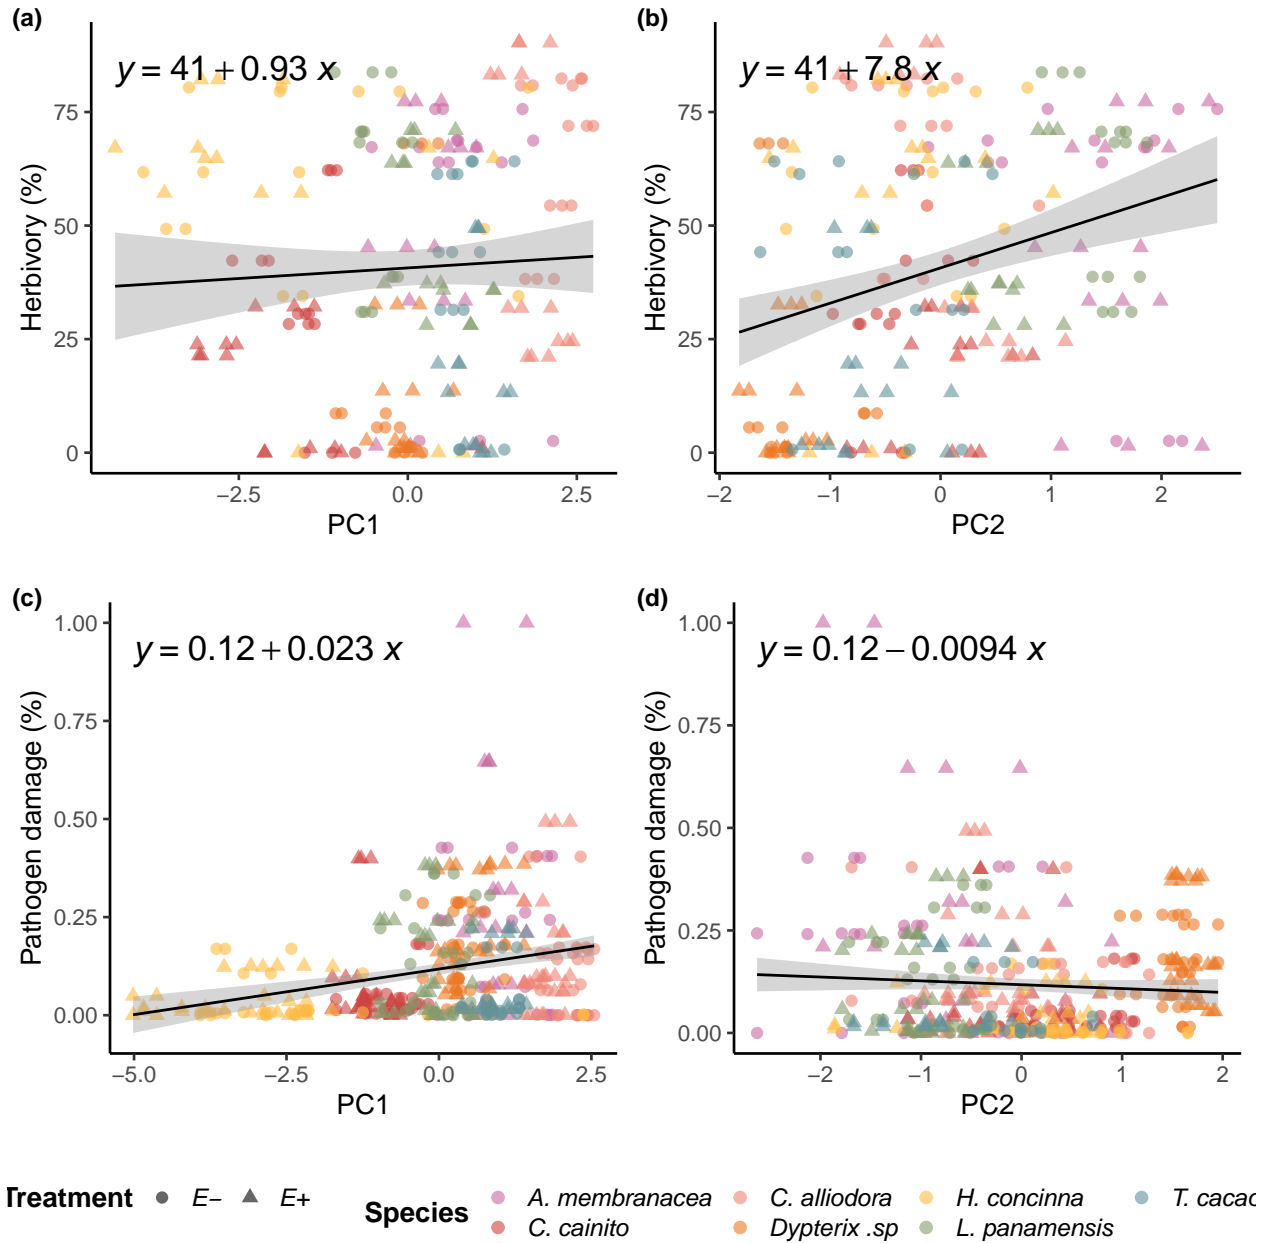 (a)
(b)
y = 41 + 0.93 x
y = 41 + 7.8 x
Herbivory (%)
75
50
25
0
−2.5
0.0
2.5
PC1
Herbivory (%)
75
50
25
0
−2
−1
0
1
2
PC2
(c)
(d)
y = 0.12 + 0.023 x
y = 0.12 − 0.0094 x
Pathogen damage (%)
1.00
0.75
0.50
0.25
0.00
−5.0
−2.5
0.0
2.5
PC1
Pathogen damage (%)
1.00
0.75
0.50
0.25
0.00
−2
−1
0
1
2
PC2
Treatment
E−
E+
Species
A. membranacea
C. alliodora
H. concinna
T. cacac
C. cainito
Dypterix .sp
L. panamensis